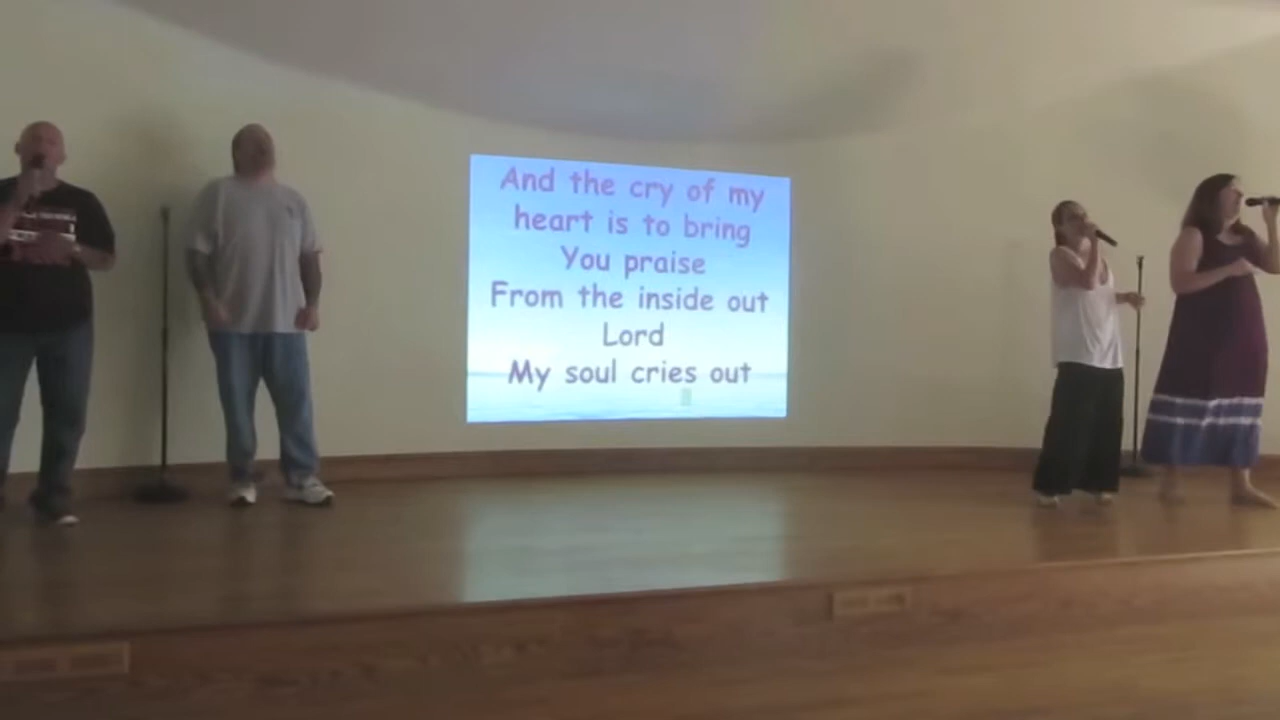 And the cry of my
heart is to bring
You praise
From the inside out
Lord
My soul cries out